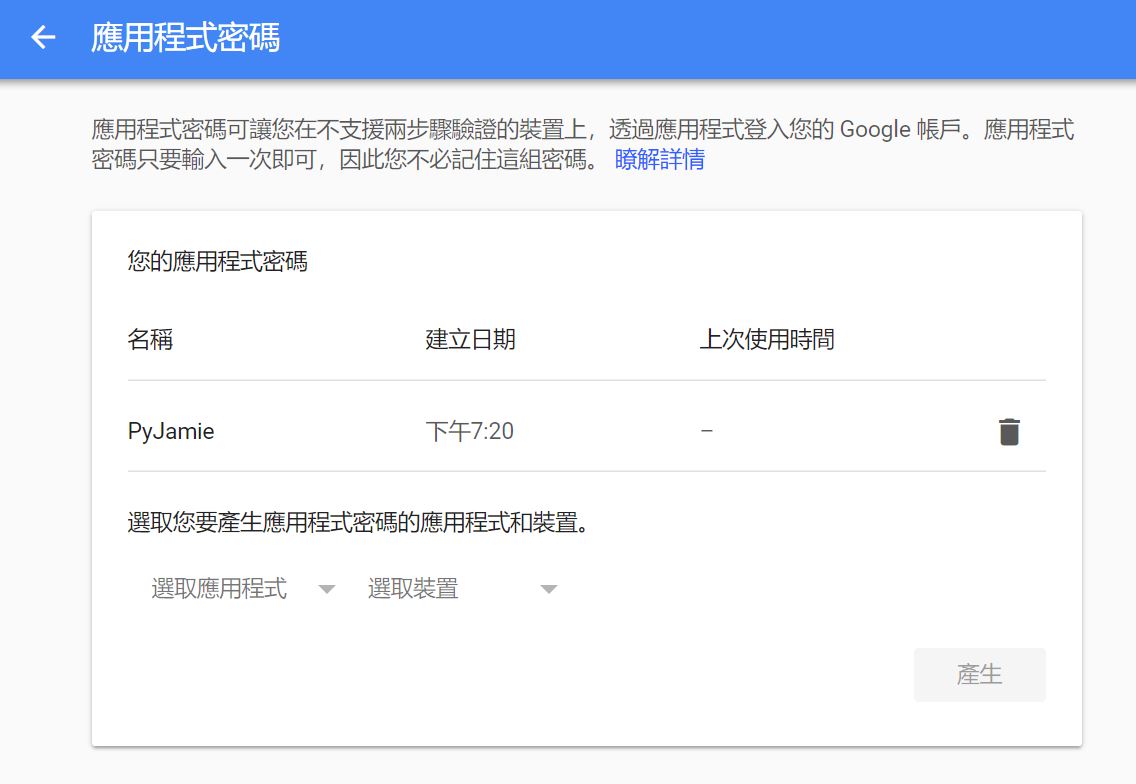 應用程式密碼
應用程式密碼可讓您在不支援兩步驟驗證的裝置上，透過應用程式登入您的 Google 帳戶。應用程式
密碼只要輸入一次即可，因此您不必記住這組密碼。 瞭解詳情
您的應用程式密碼
名稱 建立日期 上次使用時間
PyJamie 下午7:20 –
選取您要產生應用程式密碼的應用程式和裝置。
選取應用程式 選取裝置
產生